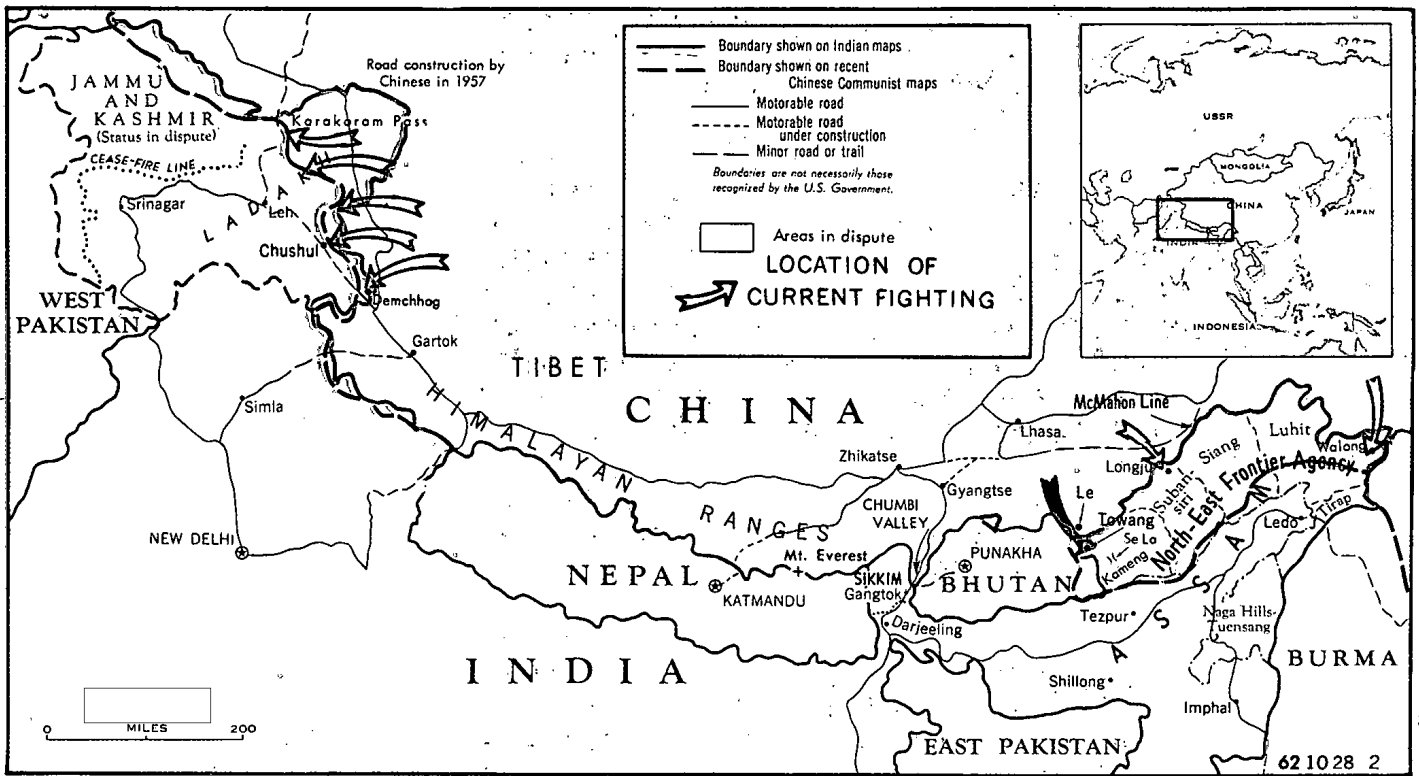 JAMMU
AND
KASHMIR
(Status in dispute)
CEASE-FIRE LINE
Road construction by
Chinese in 1957
Karakoram Pass
Srinagar
LADAKH
Leh
Chushul
Demchhog
WEST
PAKISTAN
Gartok
Simla
NEW DELHI
Boundary shown on Indian maps
Boundary shown on recent
Chinese Communist maps
Motorable road
Motorable road
under construction
Minor road or trail
Boundaries are not necessarily those
recognized by the U.S. Government.
Areas in dispute
LOCATION OF
CURRENT FIGHTING
USSR
MONGOLIA
CHINA
JAPAN
INDIA
INDONESIA
TIBET
CHINA
HIMALAYAN RANGES
McMahon Line
Lhasa
Zhikatse
Gyangtse
CHUMBI
VALLEY
Longju
Siang
Luhit
Walong
Suban-
siri
North-East Frontier Agency
Le
Towang
Se La
Kameng
Ledo
Tirap
Mt. Everest
NEPAL
KATMANDU
SIKKIM
Gangtok
PUNAKHA
BHUTAN
Darjeeling
Tezpur
ASSAM
Naga Hills-
Tuensang
Shillong
Imphal
BURMA
INDIA
EAST PAKISTAN
0 MILES 200
62 10 28 2